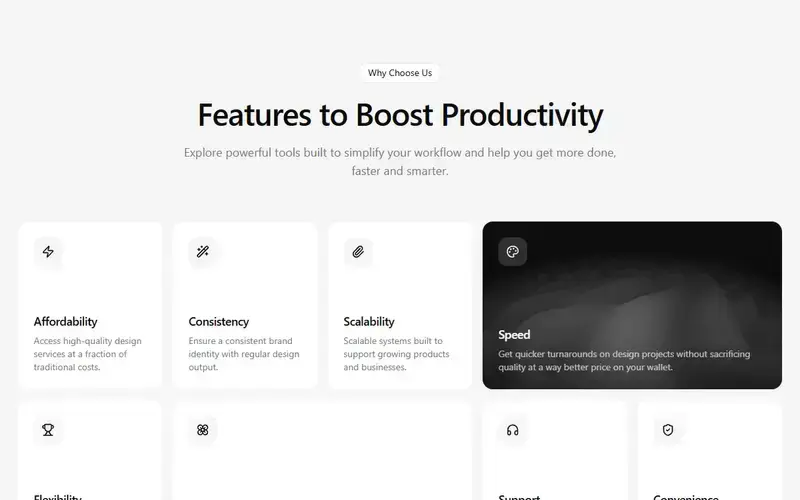 Why Choose Us
Features to Boost Productivity
Explore powerful tools built to simplify your workflow and help you get more done,
faster and smarter.
Affordability
Access high-quality design
services at a fraction of
traditional costs.
Consistency
Ensure a consistent brand
identity with regular design
output.
Scalability
Scalable systems built to
support growing products
and businesses.
Speed
Get quicker turnarounds on design projects without sacrificing
quality at a way better price on your wallet.
Flexibility
Support
Convenience